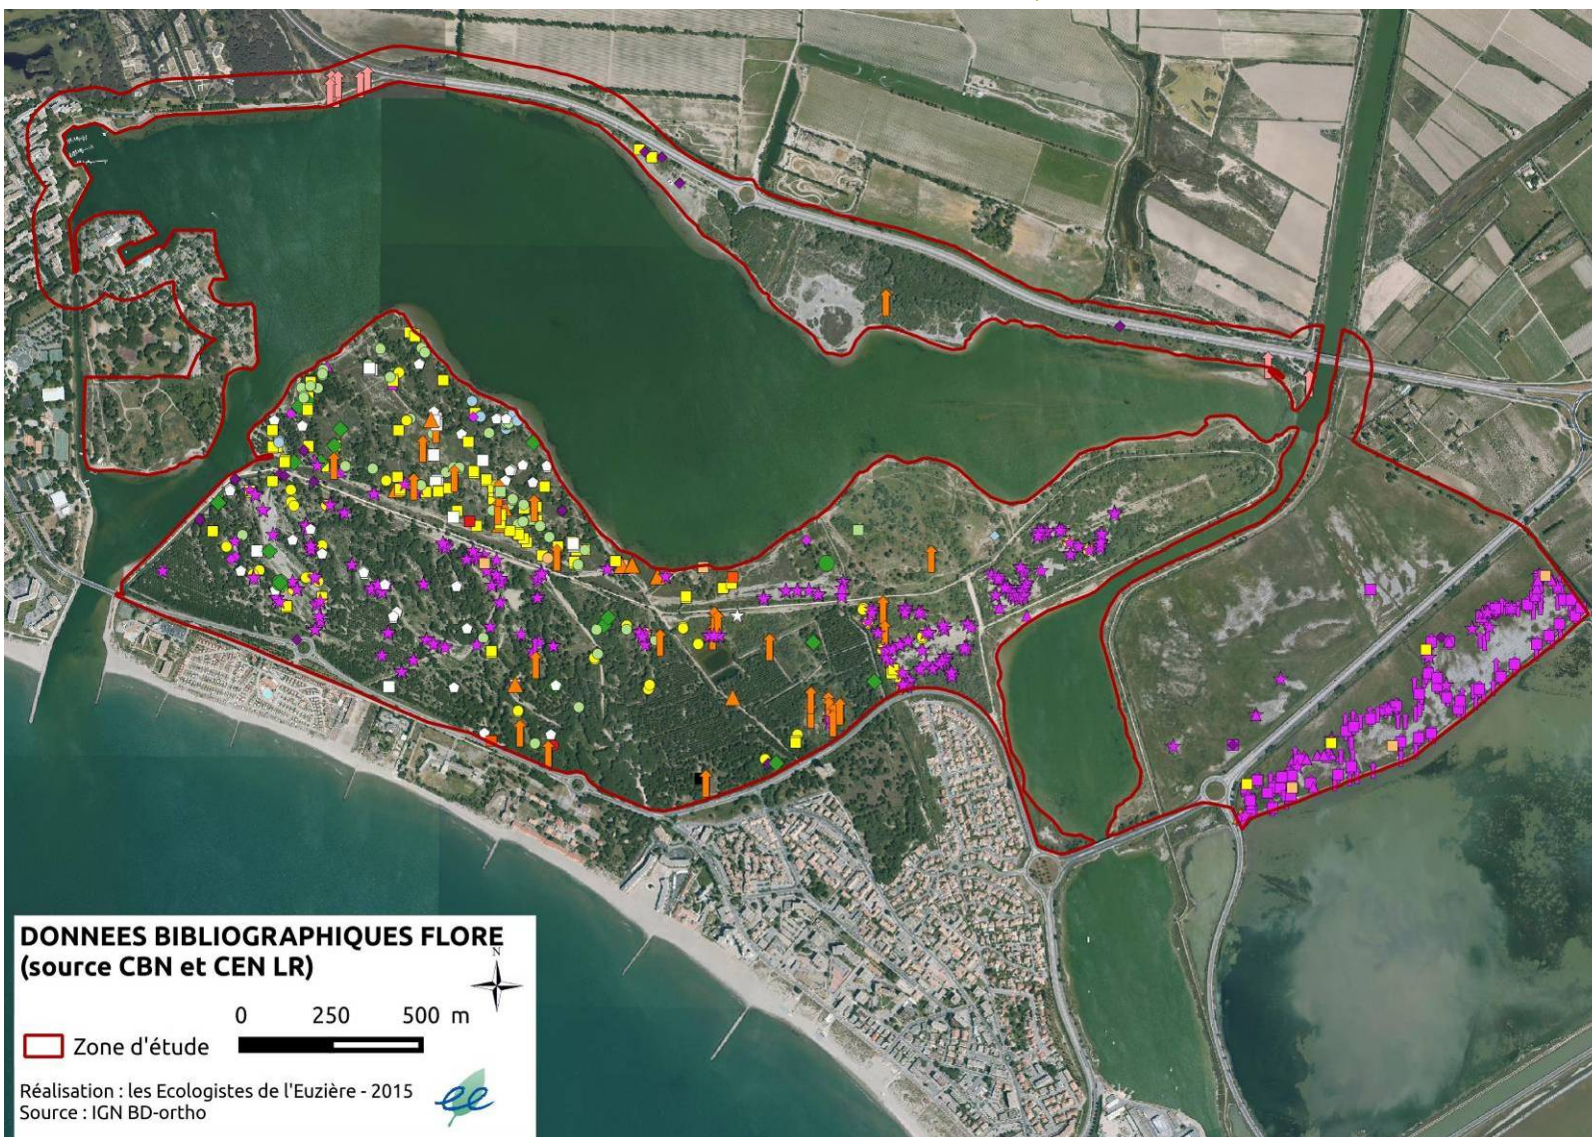 DONNEES BIBLIOGRAPHIQUES FLORE
(source CBN et CEN LR)
N
0 250 500 m
Zone d'étude
Réalisation : les Ecologistes de l'Euzière - 2015
Source : IGN BD-ortho
ee